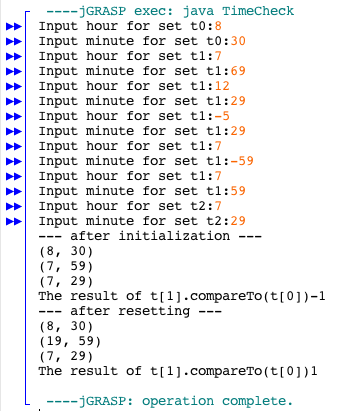 ----jGRASP exec: java TimeCheck
Input hour for set t0:8
Input minute for set t0:30
Input hour for set t1:7
Input minute for set t1:69
Input hour for set t1:12
Input minute for set t1:29
Input hour for set t1:-5
Input minute for set t1:29
Input hour for set t1:7
Input minute for set t1:-59
Input hour for set t1:7
Input minute for set t1:59
Input hour for set t2:7
Input minute for set t2:29
--- after initialization ---
(8, 30)
(7, 59)
(7, 29)
The result of t[1].compareTo(t[0])-1
--- after resetting ---
(8, 30)
(19, 59)
(7, 29)
The result of t[1].compareTo(t[0])1
----jGRASP: operation complete.